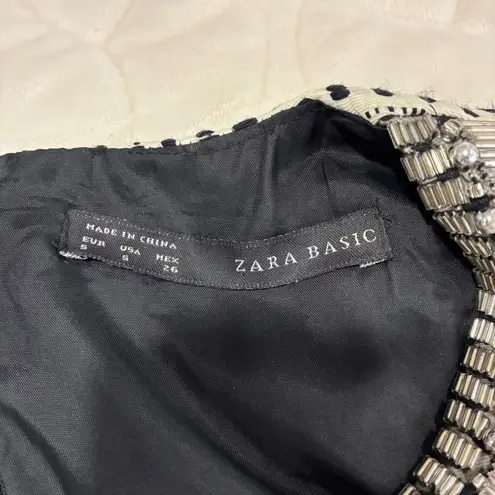 MADE IN CHINA
EUR USA MEX
S S 26
ZARA BASIC